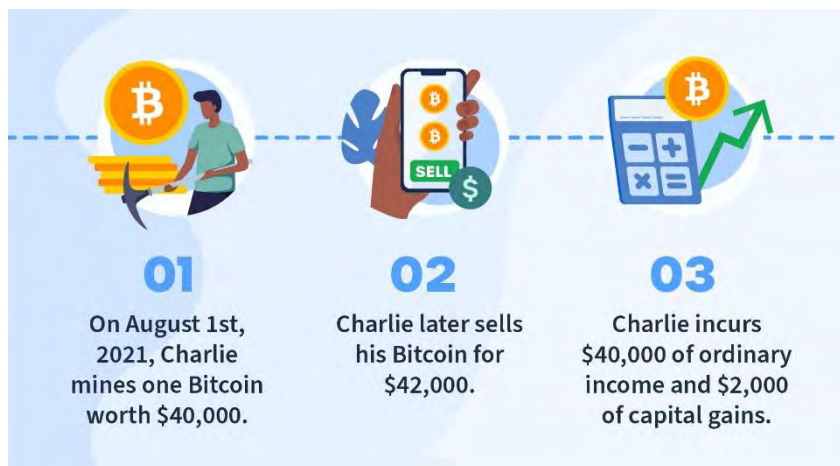 SELL
$
01
On August 1st,
2021, Charlie
mines one Bitcoin
worth $40,000.
02
Charlie later sells
his Bitcoin for
$42,000.
03
Charlie incurs
$40,000 of ordinary
income and $2,000
of capital gains.